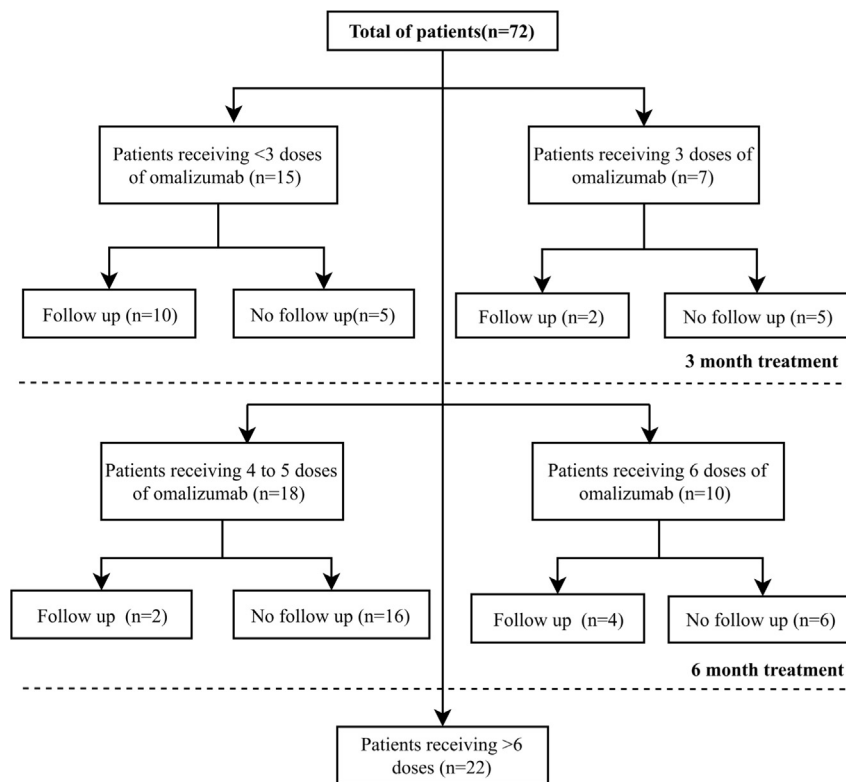 Total of patients(n=72)
Patients receiving <3 doses
of omalizumab (n=15)
Patients receiving 3 doses of
omalizumab (n=7)
Follow up (n=10)
No follow up(n=5)
Follow up (n=2)
No follow up (n=5)
3 month treatment
Patients receiving 4 to 5 doses
of omalizumab (n=18)
Patients receiving 6 doses of
omalizumab (n=10)
Follow up  (n=2)
No follow up (n=16)
Follow up  (n=4)
No follow up (n=6)
6 month treatment
Patients receiving >6
doses (n=22)